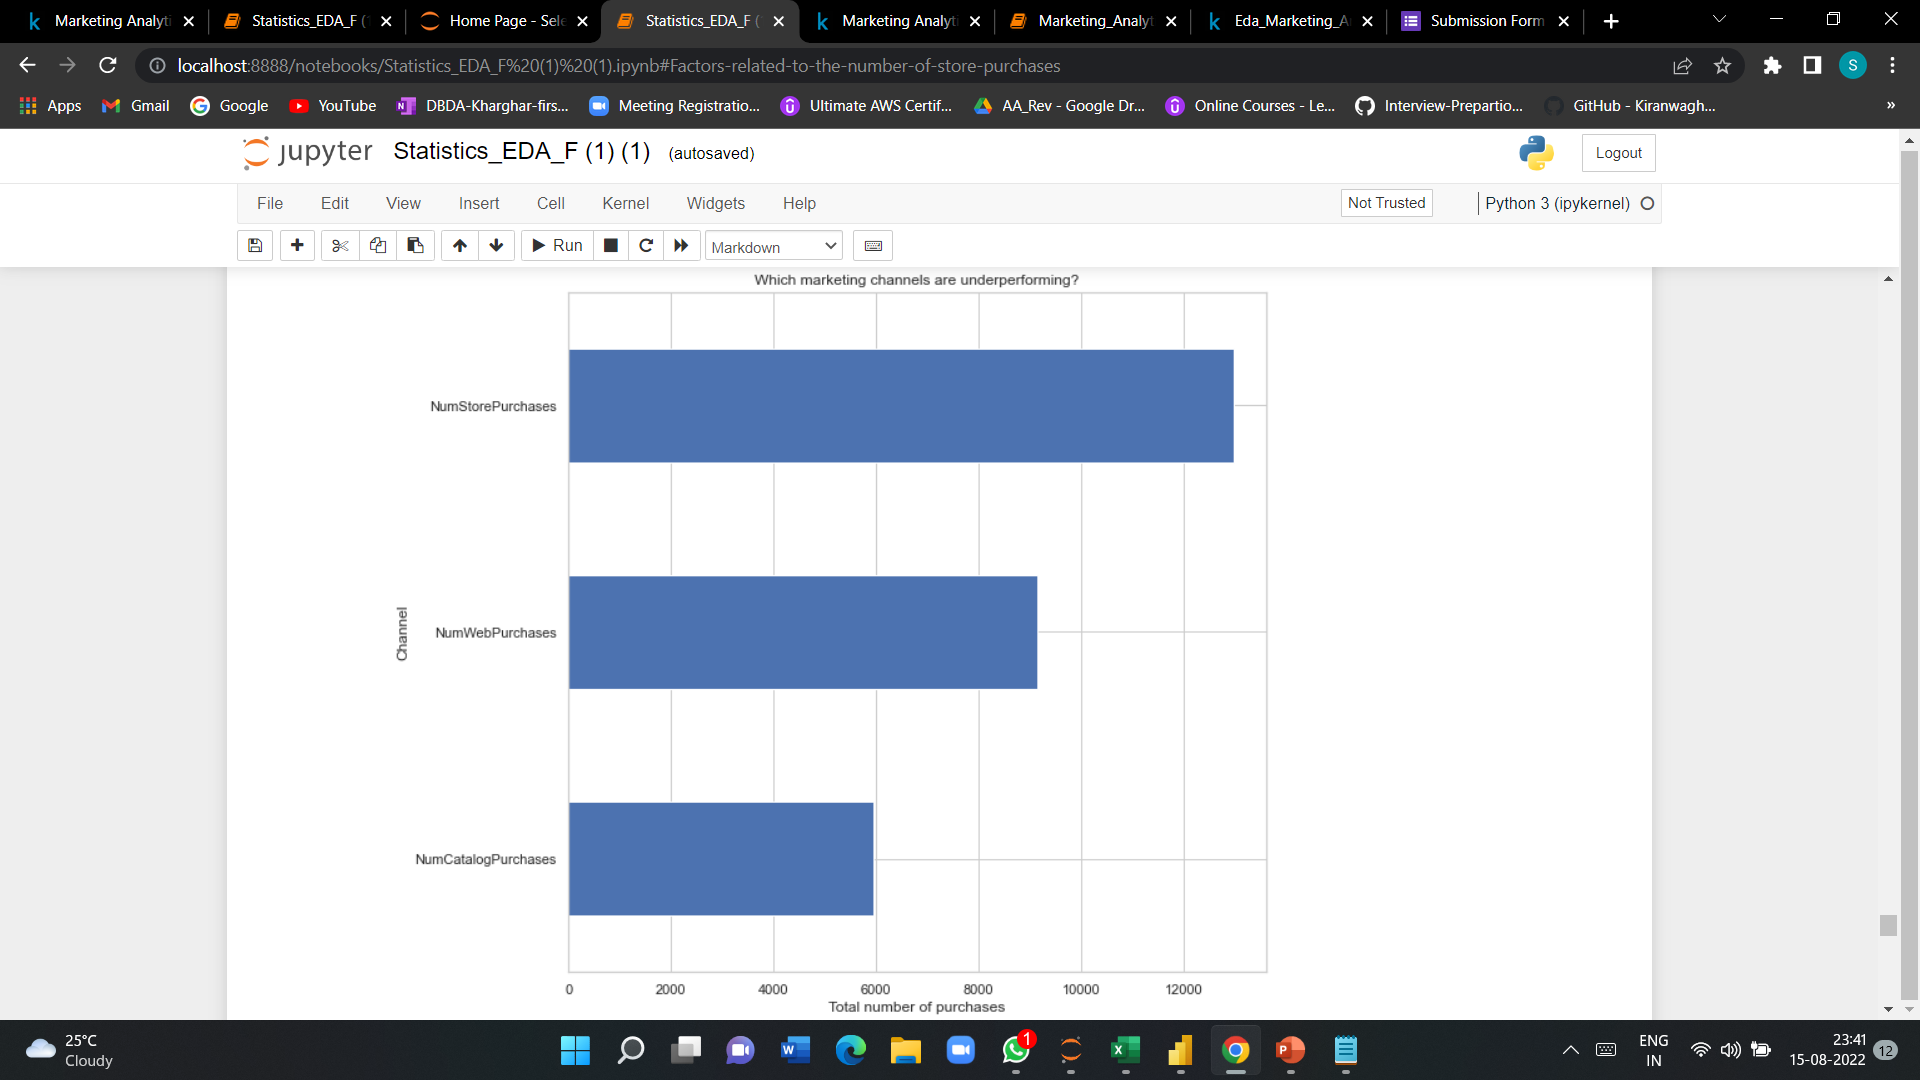 Marketing Analyti
Statistics_EDA_F (
Home Page - Sele
Statistics_EDA_F (
Marketing Analyti
Marketing_Analyt
Eda_Marketing_A
Submission Form
localhost:8888/notebooks/Statistics_EDA_F%20(1)%20(1).ipynb#Factors-related-to-the-number-of-store-purchases
S
Apps
Gmail
Google
YouTube
DBDA-Kharghar-firs...
Meeting Registratio...
Ultimate AWS Certif...
AA_Rev - Google Dr...
Online Courses - Le...
Interview-Prepartio...
GitHub - Kiranwagh...
»
jupyter Statistics_EDA_F (1) (1) (autosaved)
Logout
File Edit View Insert Cell Kernel Widgets Help
Not Trusted
Python 3 (ipykernel)
Run
Markdown
Which marketing channels are underperforming?
NumStorePurchases
NumWebPurchases
NumCatalogPurchases
Channel
0 2000 4000 6000 8000 10000 12000
Total number of purchases
25°C
Cloudy
1
ENG
IN
23:41
15-08-2022
12